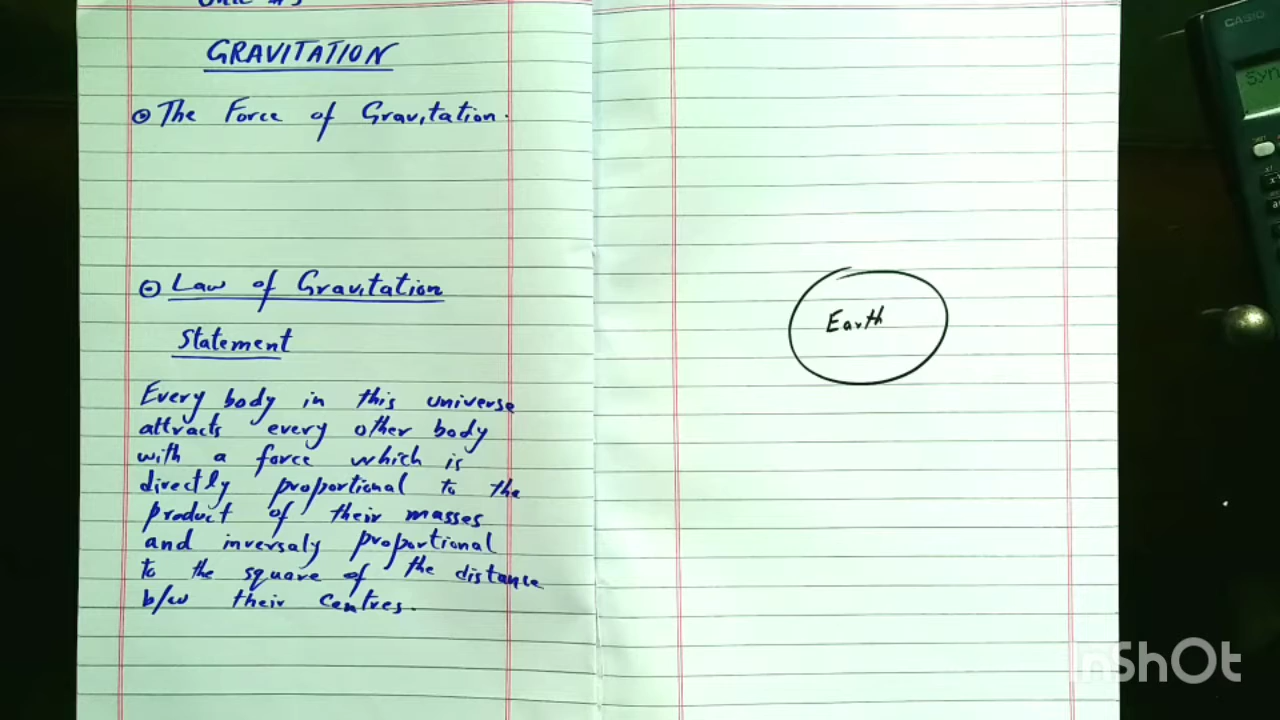 GRAVITATION
⊙ The Force of Gravitation.
⊙ Law of Gravitation
Statement
Every body in this universe
attracts every other body
with a force which is
directly proportional to the
product of their masses
and inversaly proportional
to the square of the distance
b/w their centres.
Earth
CASIO
InShOt